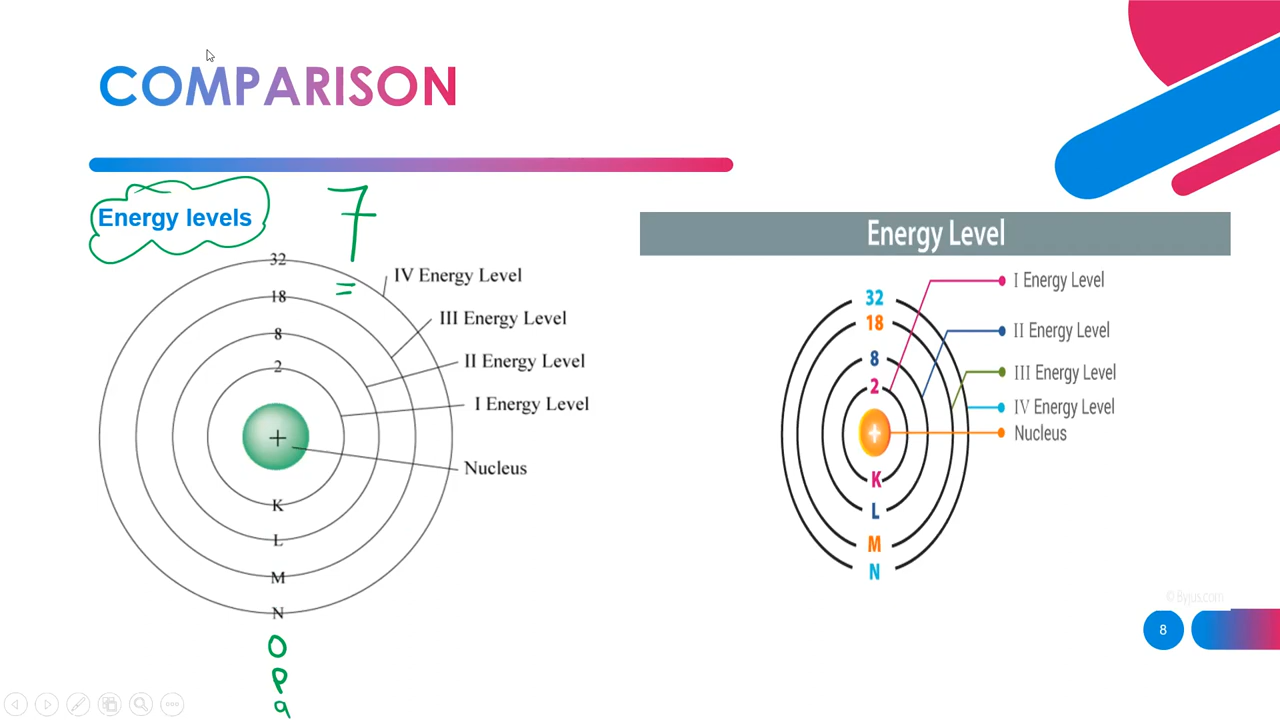 COMPARISON
Energy levels
7
=
32
18
8
2
+
IV Energy Level
III Energy Level
II Energy Level
I Energy Level
Nucleus
K
L
M
N
O
P
q
Energy Level
32
18
8
2
+
I Energy Level
II Energy Level
III Energy Level
IV Energy Level
Nucleus
K
L
M
N
© Byjus.com
8